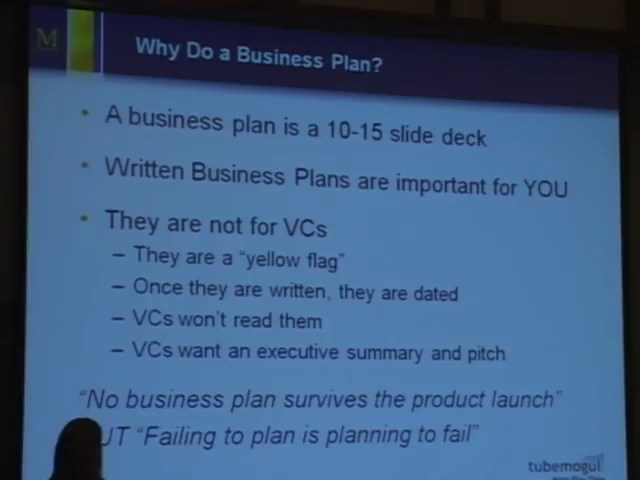 M
Why Do a Business Plan?
• A business plan is a 10-15 slide deck
• Written Business Plans are important for YOU
• They are not for VCs
– They are a "yellow flag"
– Once they are written, they are dated
– VCs won't read them
– VCs want an executive summary and pitch
"No business plan survives the product launch"
UT "Failing to plan is planning to fail"
tubemogul